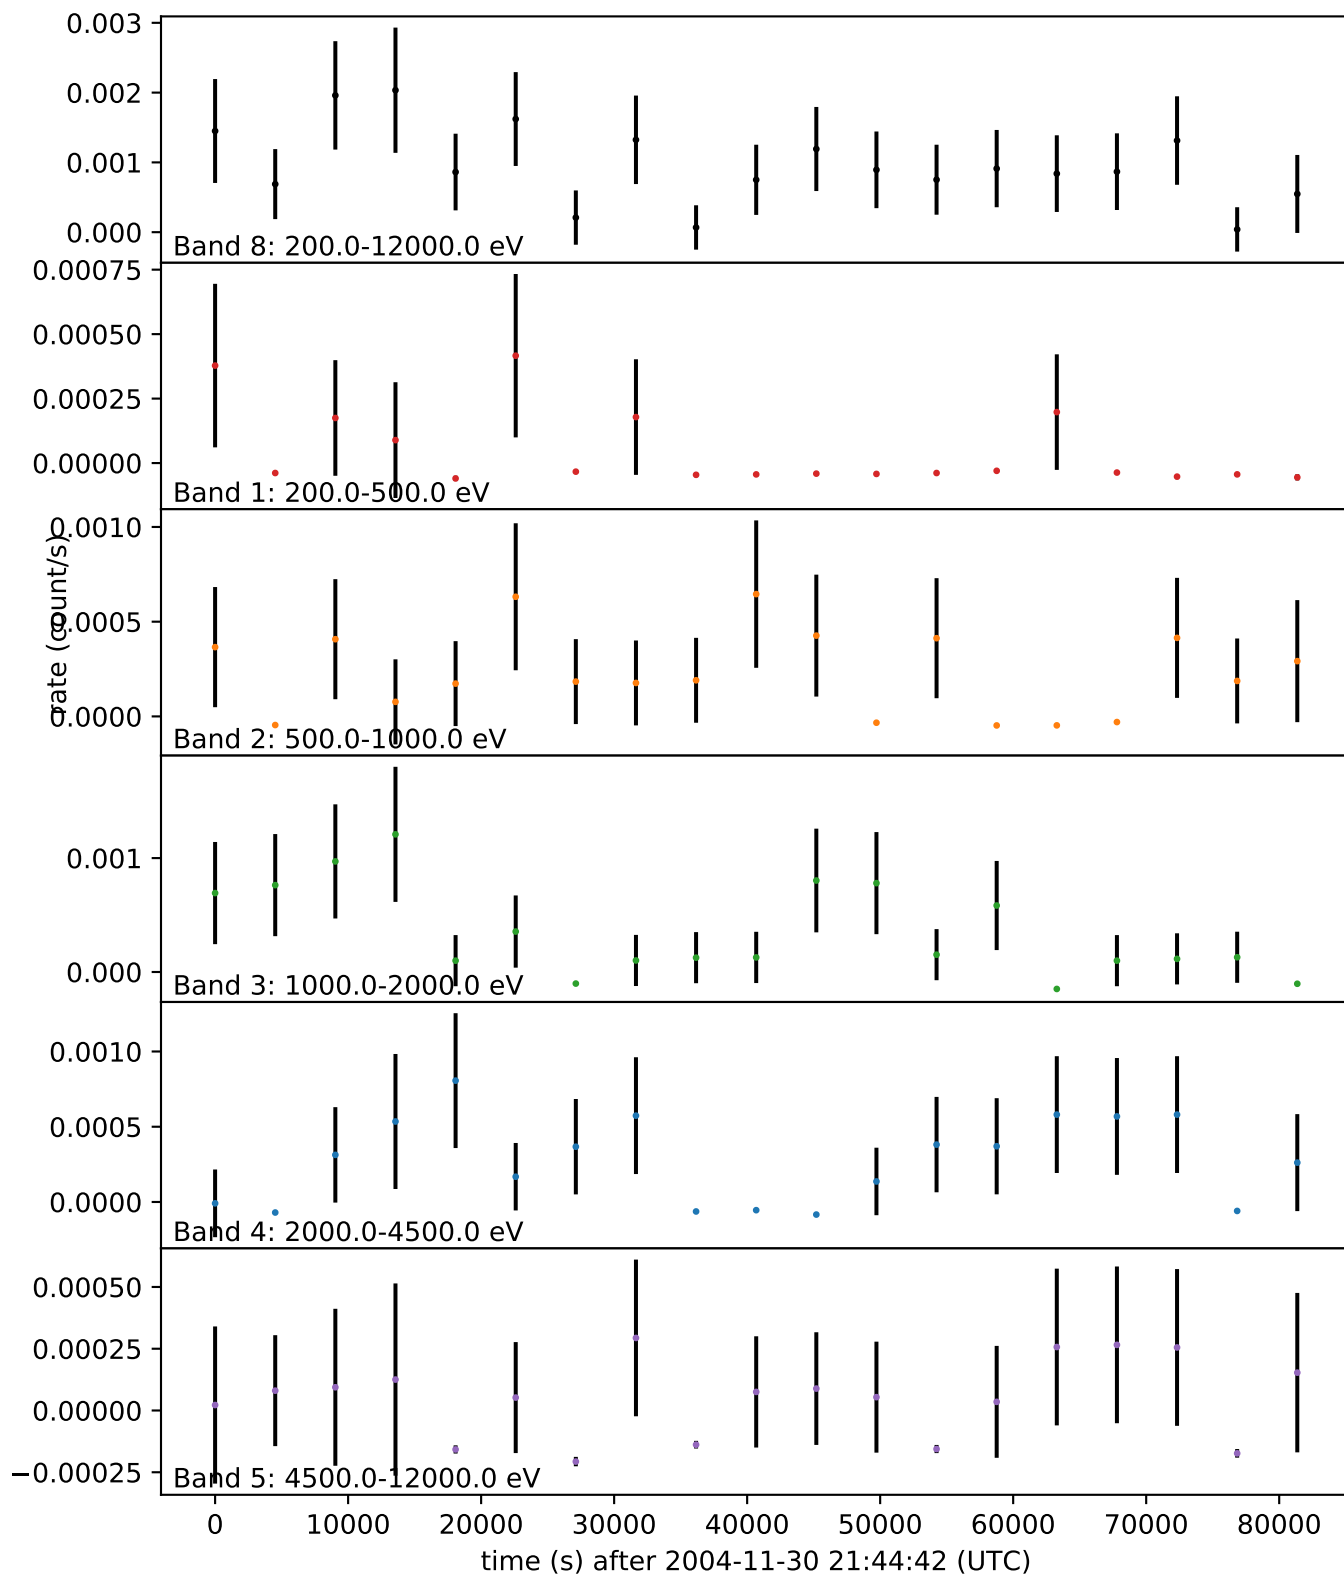 0.003
0.002
0.001
0.000
Band 8: 200.0-12000.0 eV
0.00075
0.00050
0.00025
0.00000
Band 1: 200.0-500.0 eV
rate (count/s)
0.0010
0.0005
0.0000
Band 2: 500.0-1000.0 eV
0.001
0.000
Band 3: 1000.0-2000.0 eV
0.0010
0.0005
0.0000
Band 4: 2000.0-4500.0 eV
0.00050
0.00025
0.00000
−0.00025
Band 5: 4500.0-12000.0 eV
0 10000 20000 30000 40000 50000 60000 70000 80000
time (s) after 2004-11-30 21:44:42 (UTC)